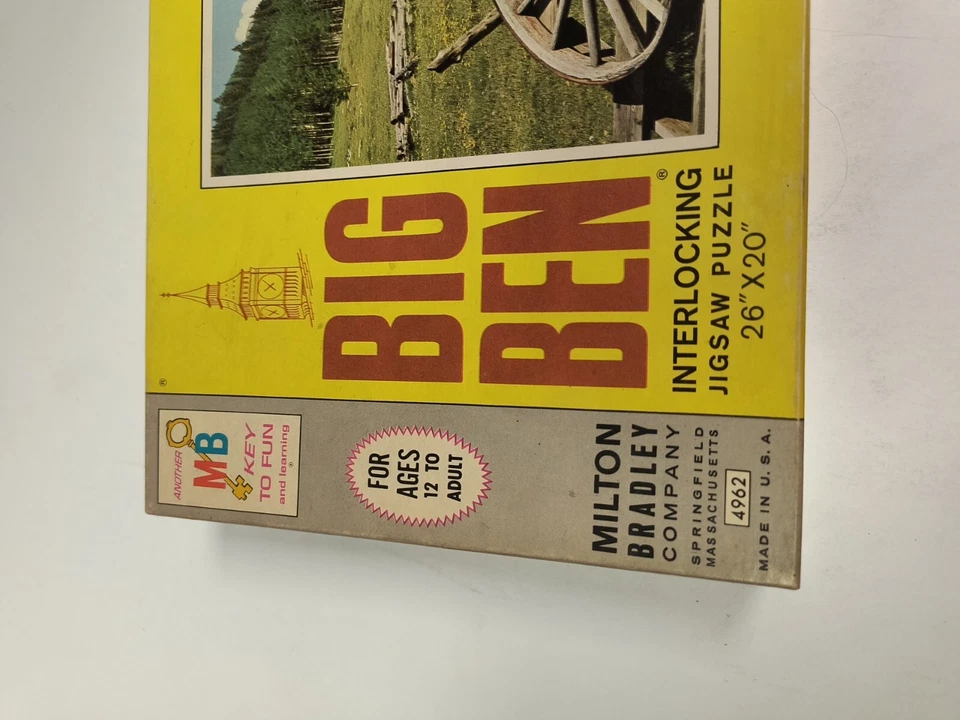 ®
ANOTHER
MB
KEY
TO FUN
and learning
®
FOR
AGES
12 TO
ADULT
MILTON
BRADLEY
COMPANY
SPRINGFIELD
MASSACHUSETTS
4962
MADE IN U.S.A.
BIG
BEN®
INTERLOCKING
JIGSAW PUZZLE
26" X 20"